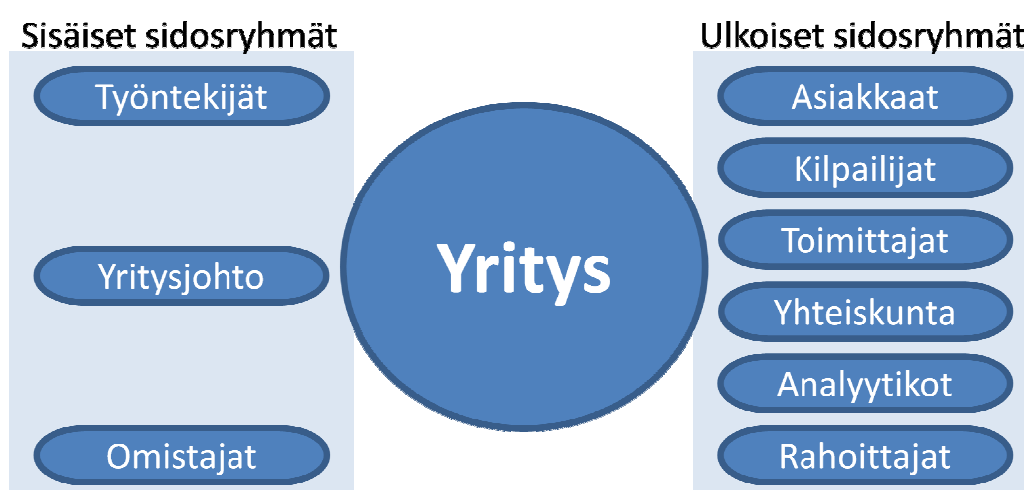 Sisäiset sidosryhmät
Työntekijät
Yritysjohto
Omistajat
Yritys
Ulkoiset sidosryhmät
Asiakkaat
Kilpailijat
Toimittajat
Yhteiskunta
Analyytikot
Rahoittajat